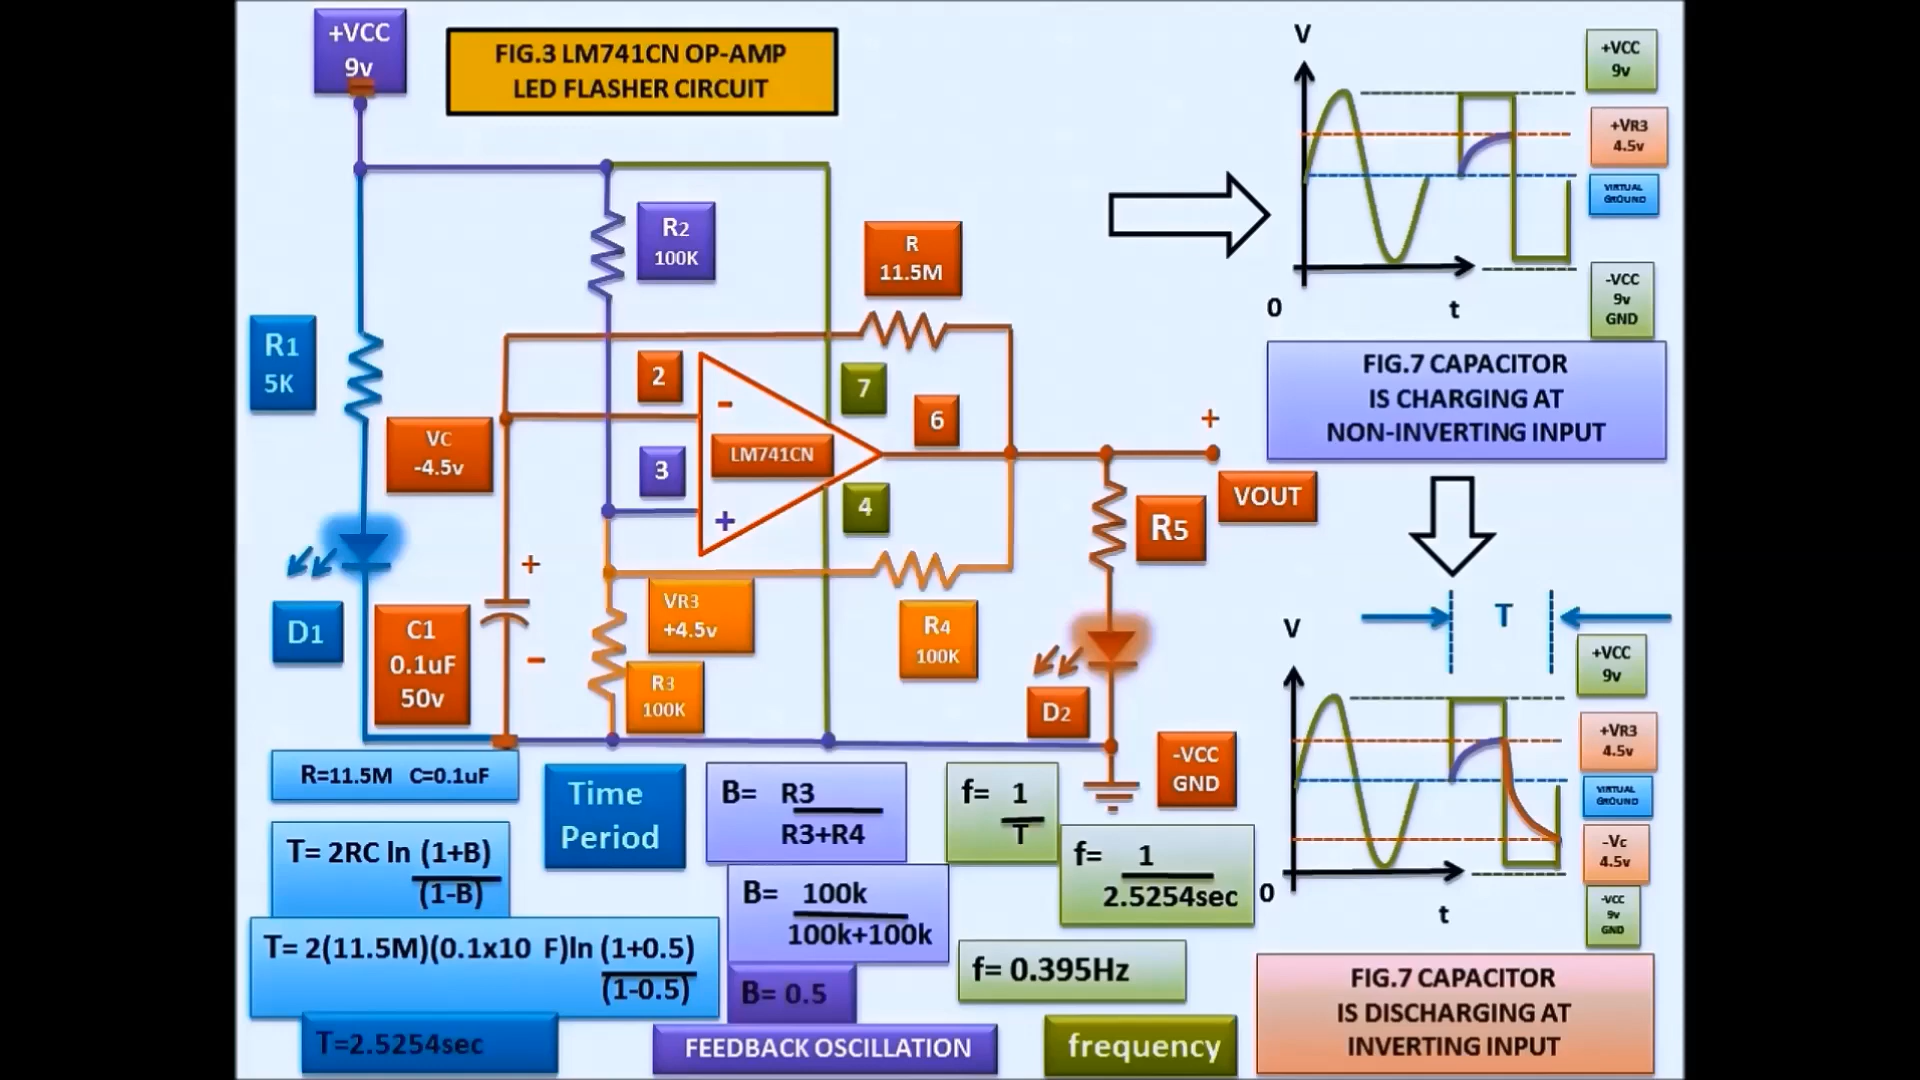 +VCC
9v
FIG.3 LM741CN OP-AMP
LED FLASHER CIRCUIT
R2
100K
R
11.5M
R1
5K
VC
-4.5v
2
-
7
6
LM741CN
3
+
4
+
VOUT
R5
D1
C1
0.1uF
50v
+
-
VR3
+4.5v
R3
100K
R4
100K
D2
-VCC
GND
V
+VCC
9v
+VR3
4.5v
VIRTUAL
GROUND
-VCC
9v
GND
0
t
FIG.7 CAPACITOR
IS CHARGING AT
NON-INVERTING INPUT
T
V
+VCC
9v
+VR3
4.5v
VIRTUAL
GROUND
-Vc
4.5v
-VCC
9v
GND
0
t
FIG.7 CAPACITOR
IS DISCHARGING AT
INVERTING INPUT
R=11.5M C=0.1uF
T= 2RC ln (1+B)
(1-B)
T= 2(11.5M)(0.1x10 F)ln (1+0.5)
(1-0.5)
T=2.5254sec
Time
Period
B= R3
R3+R4
B= 100k
100k+100k
B= 0.5
FEEDBACK OSCILLATION
f= 1
T
f= 1
2.5254sec
f= 0.395Hz
frequency